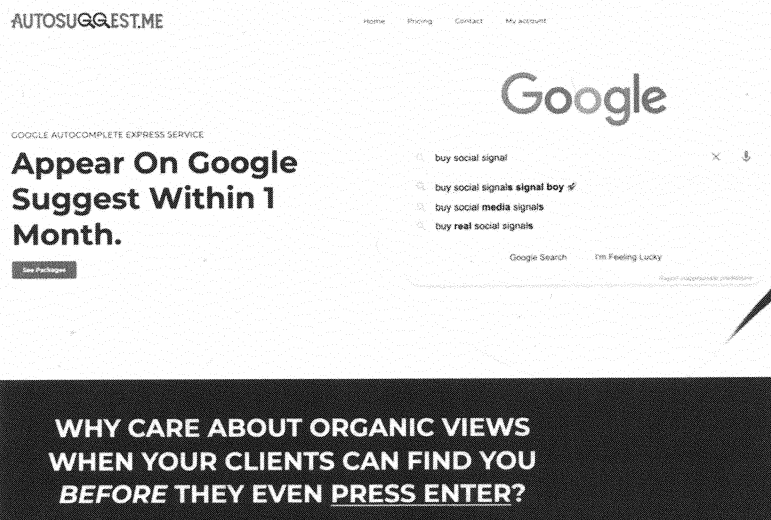 AUTOSUGGEST.ME
Home Pricing Contact My account
GOOGLE AUTOCOMPLETE EXPRESS SERVICE
Appear On Google
Suggest Within 1
Month.
See Packages
Google
buy social signal
buy social signals signal boy
buy social media signals
buy real social signals
Google Search I'm Feeling Lucky
Report inappropriate predictions
WHY CARE ABOUT ORGANIC VIEWS
WHEN YOUR CLIENTS CAN FIND YOU
BEFORE THEY EVEN PRESS ENTER?